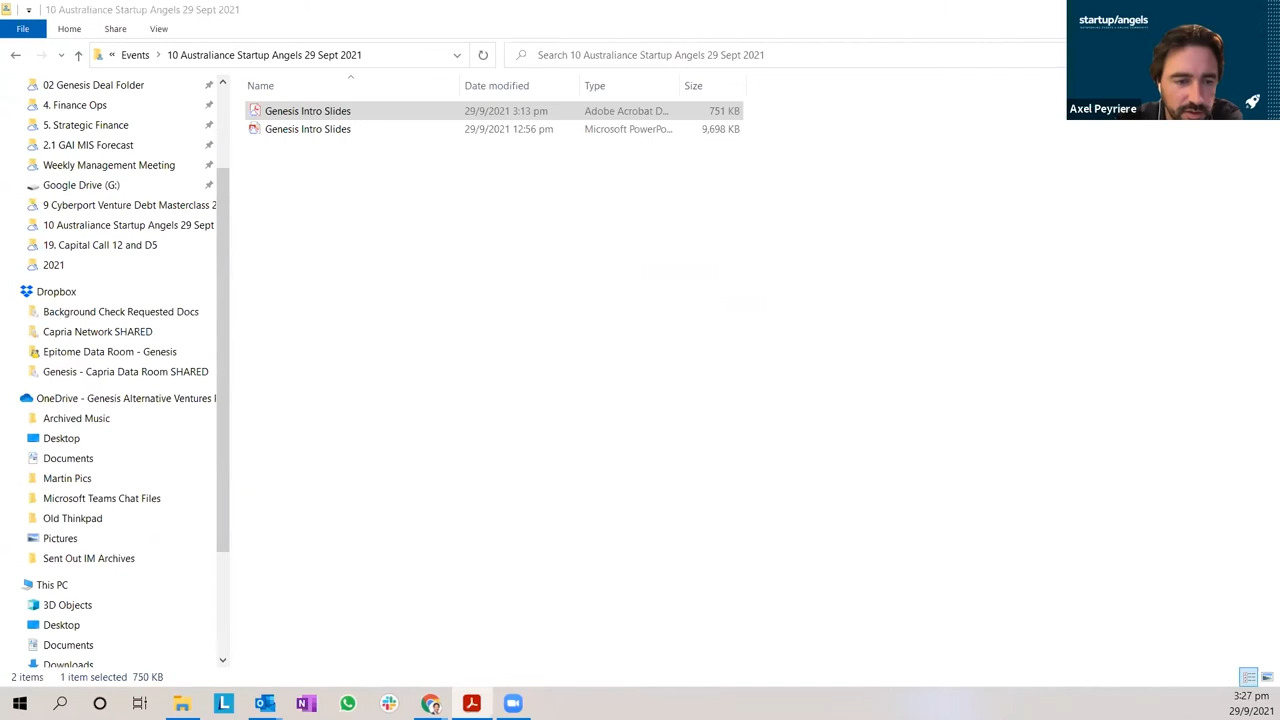 10 Australiance Startup Angels 29 Sept 2021
File Home Share View
Events 10 Australiance Startup Angels 29 Sept 2021 Search 10 Australiance Startup Angels 29 Sept 2021
startup/angels
Axel Peyriere
Name Date modified Type Size
Genesis Intro Slides 29/9/2021 3:13 pm Adobe Acrobat D... 751 KB
Genesis Intro Slides 29/9/2021 12:56 pm Microsoft PowerPo... 9,698 KB
02 Genesis Deal Folder
4. Finance Ops
5. Strategic Finance
2.1 GAI MIS Forecast
Weekly Management Meeting
Google Drive (G:)
9 Cyberport Venture Debt Masterclass 2
10 Australiance Startup Angels 29 Sept
19. Capital Call 12 and D5
2021
Dropbox
Background Check Requested Docs
Capria Network SHARED
Epitome Data Room - Genesis
Genesis - Capria Data Room SHARED
OneDrive - Genesis Alternative Ventures
Archived Music
Desktop
Documents
Martin Pics
Microsoft Teams Chat Files
Old Thinkpad
Pictures
Sent Out IM Archives
This PC
3D Objects
Desktop
Documents
Downloads
2 items 1 item selected 750 KB
3:27 pm
29/9/2021